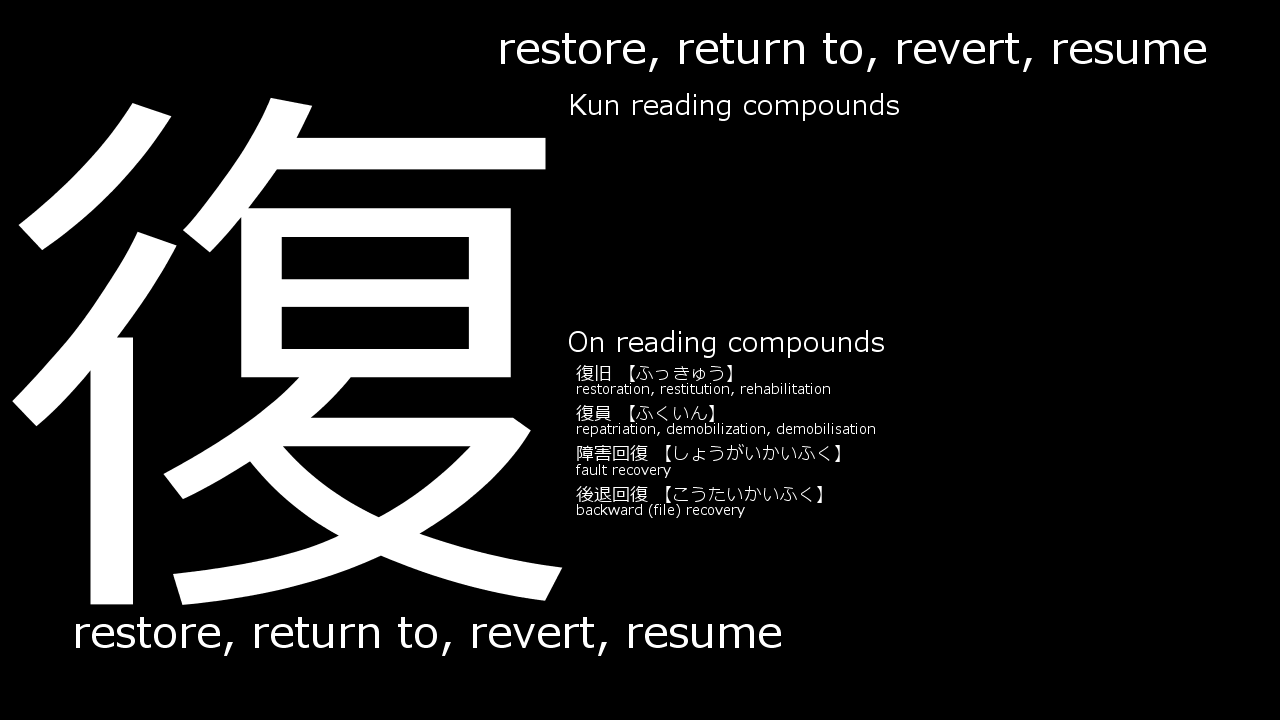 restore, return to, revert, resume
復
Kun reading compounds
On reading compounds
復旧 【ふっきゅう】
restoration, restitution, rehabilitation
復員 【ふくいん】
repatriation, demobilization, demobilisation
障害回復 【しょうがいかいふく】
fault recovery
後退回復 【こうたいかいふく】
backward (file) recovery
restore, return to, revert, resume